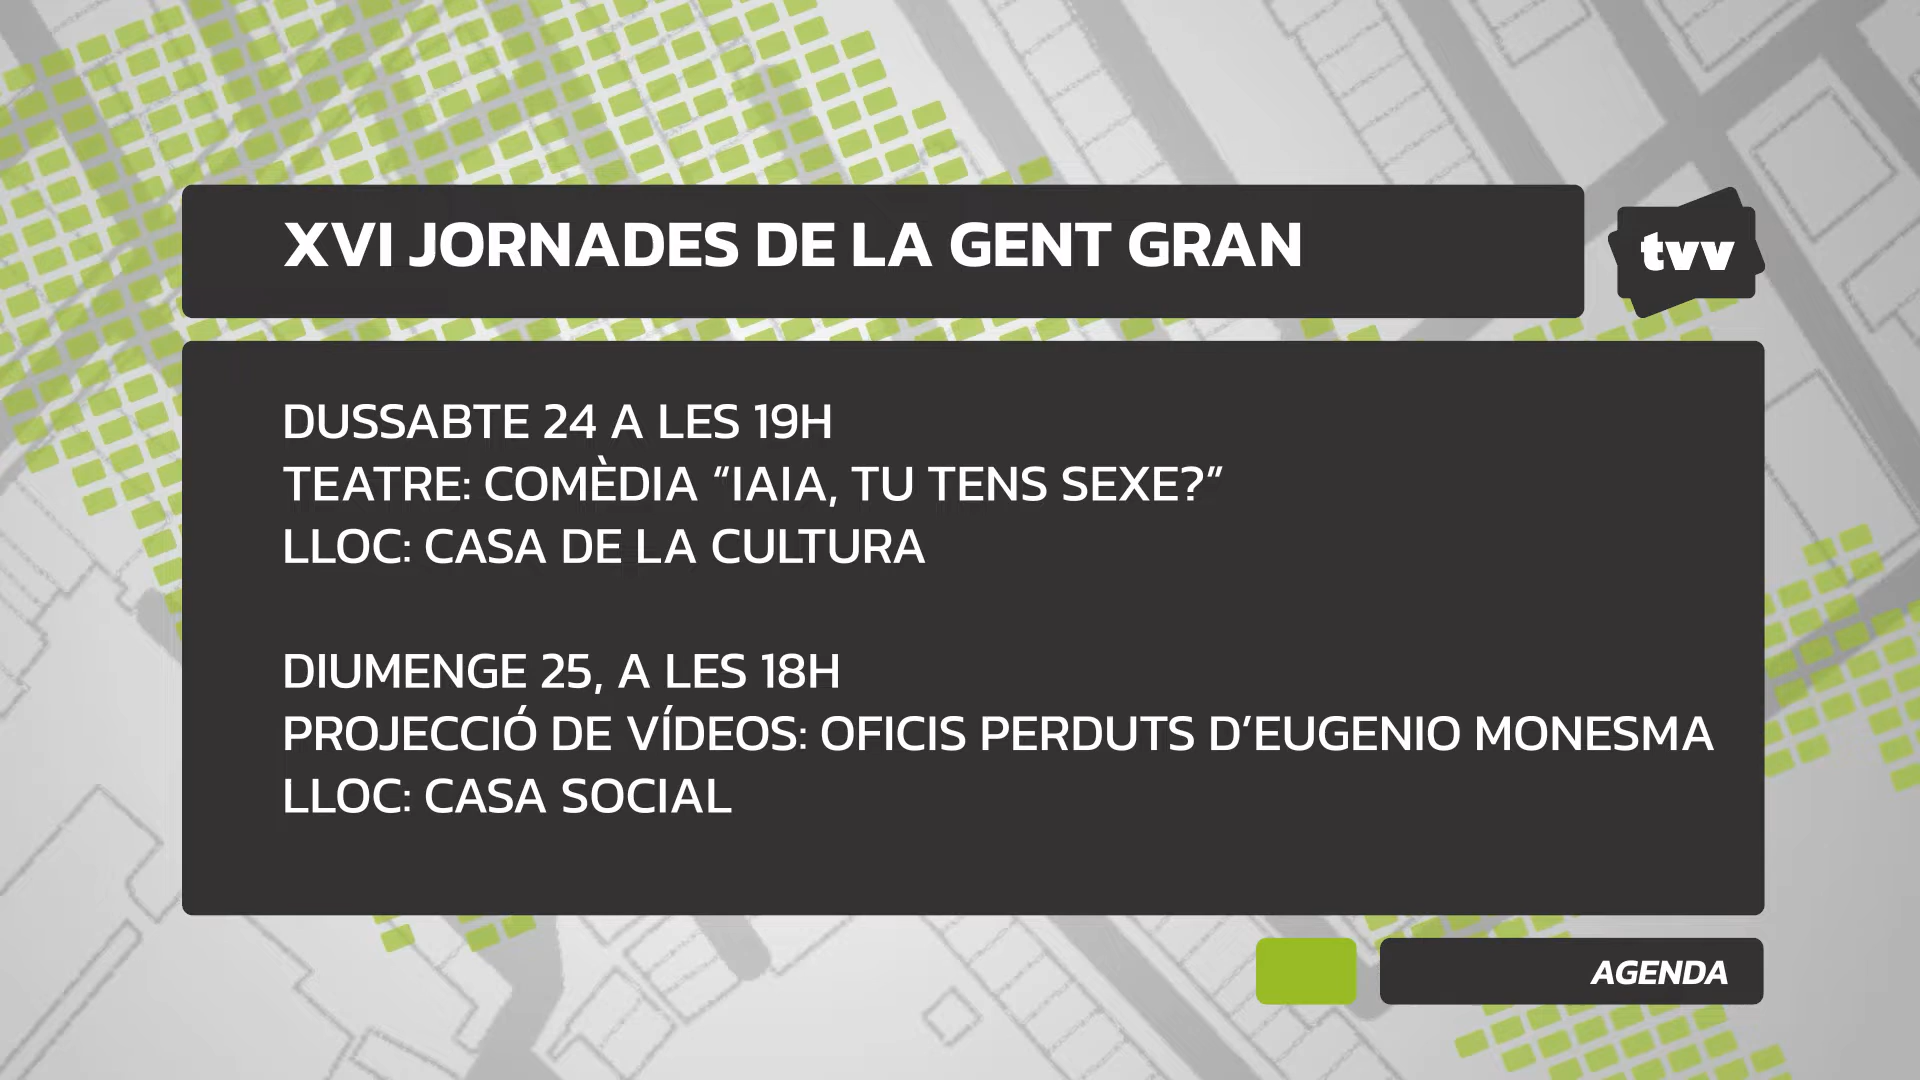 XVI JORNADES DE LA GENT GRAN
tvv
DUSSABTE 24 A LES 19H
TEATRE: COMÈDIA “IAIA, TU TENS SEXE?”
LLOC: CASA DE LA CULTURA
DIUMENGE 25, A LES 18H
PROJECCIÓ DE VÍDEOS: OFICIS PERDUTS D’EUGENIO MONESMA
LLOC: CASA SOCIAL
AGENDA